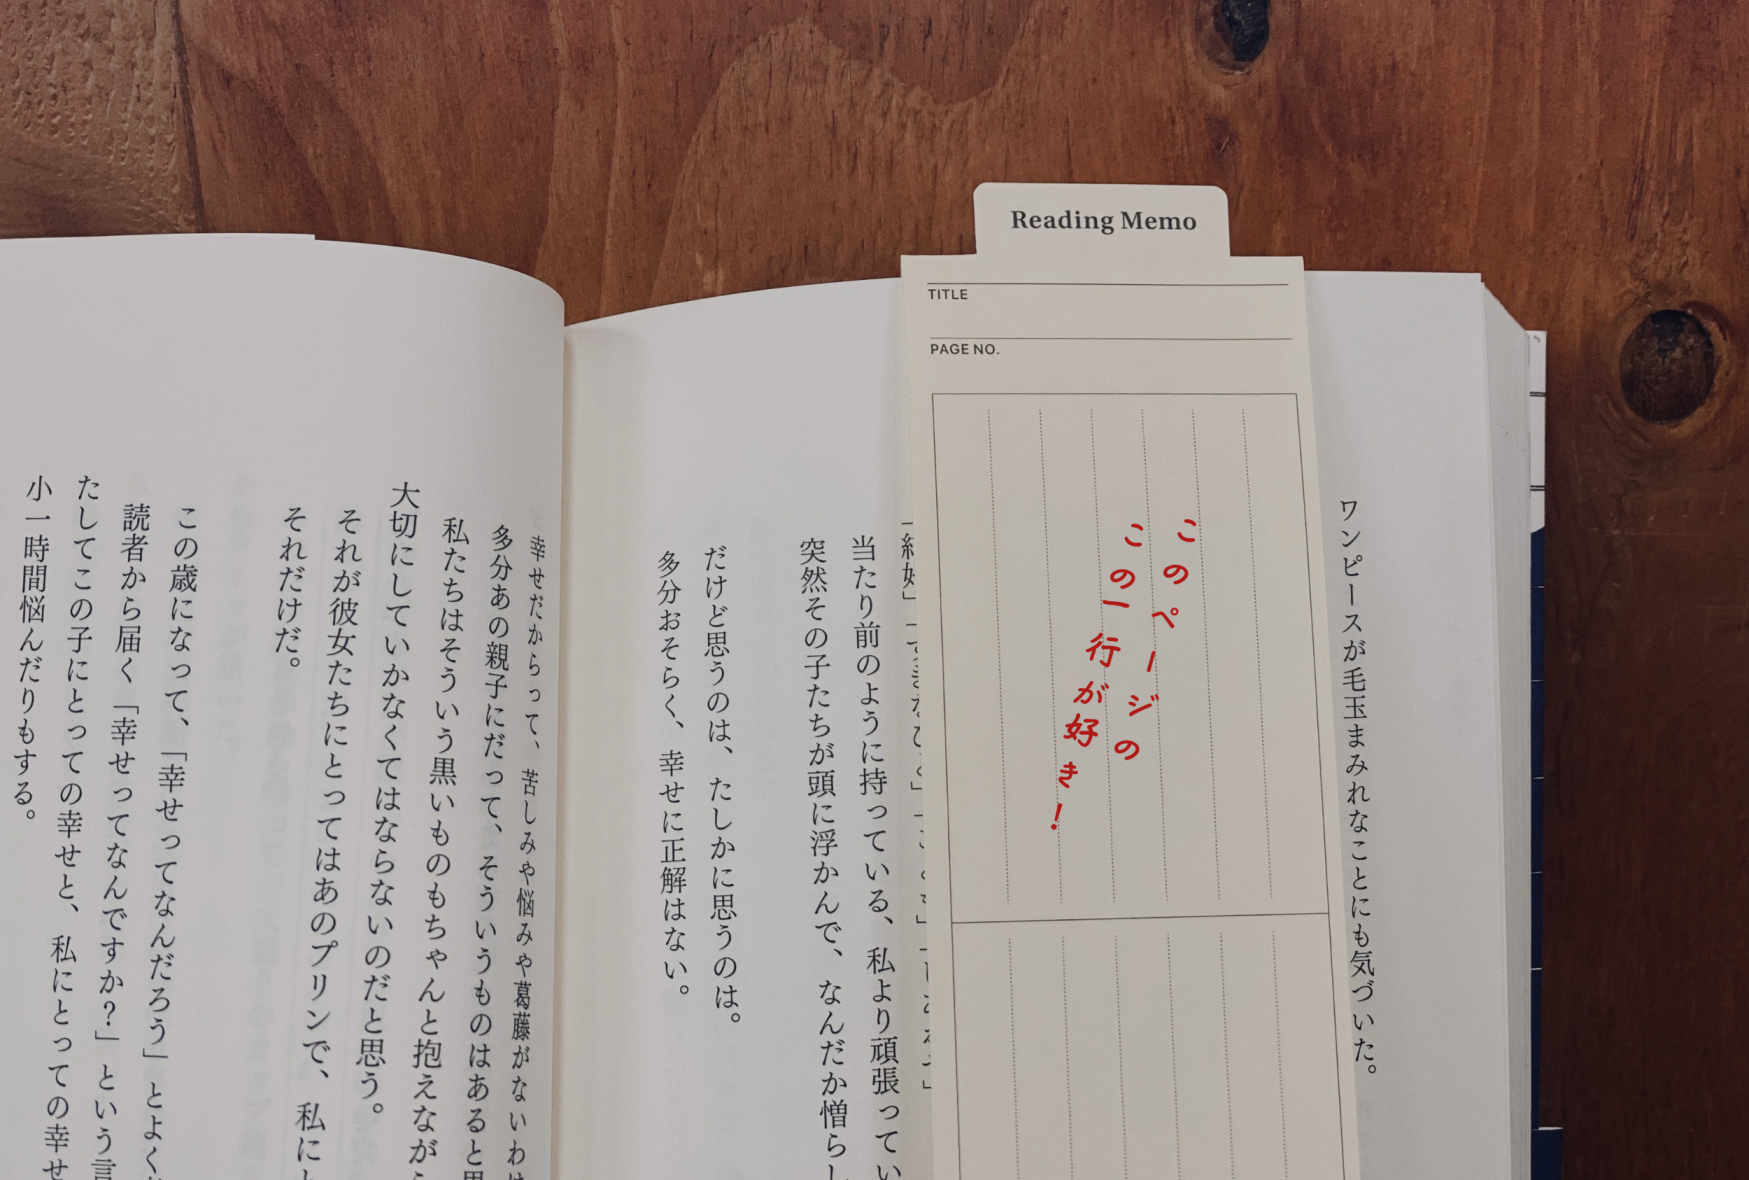 Reading Memo
TITLE
PAGE NO.
このページの
この一行が好き!
ワンピースが毛玉まみれなことにも気づいた。
当たり前のように持っている、私より頑張ってい
突然その子たちが頭に浮かんで、なんだか憎らし
だけど思うのは、たしかに思うのは。
多分おそらく、幸せに正解はない。
幸せだからって、苦しみや悩みや葛藤がないわけ
多分あの親子にだって、そういうものはあると思
私たちはそういう黒いものもちゃんと抱えながら
大切にしていかなくてはならないのだと思う。
それが彼女たちにとってはあのプリンで、私にと
それだけだ。
この歳になって、「幸せってなんだろう」とよく
読者から届く「幸せってなんですか?」という言
たしてこの子にとっての幸せと、私にとっての幸せ
小一時間悩んだりもする。